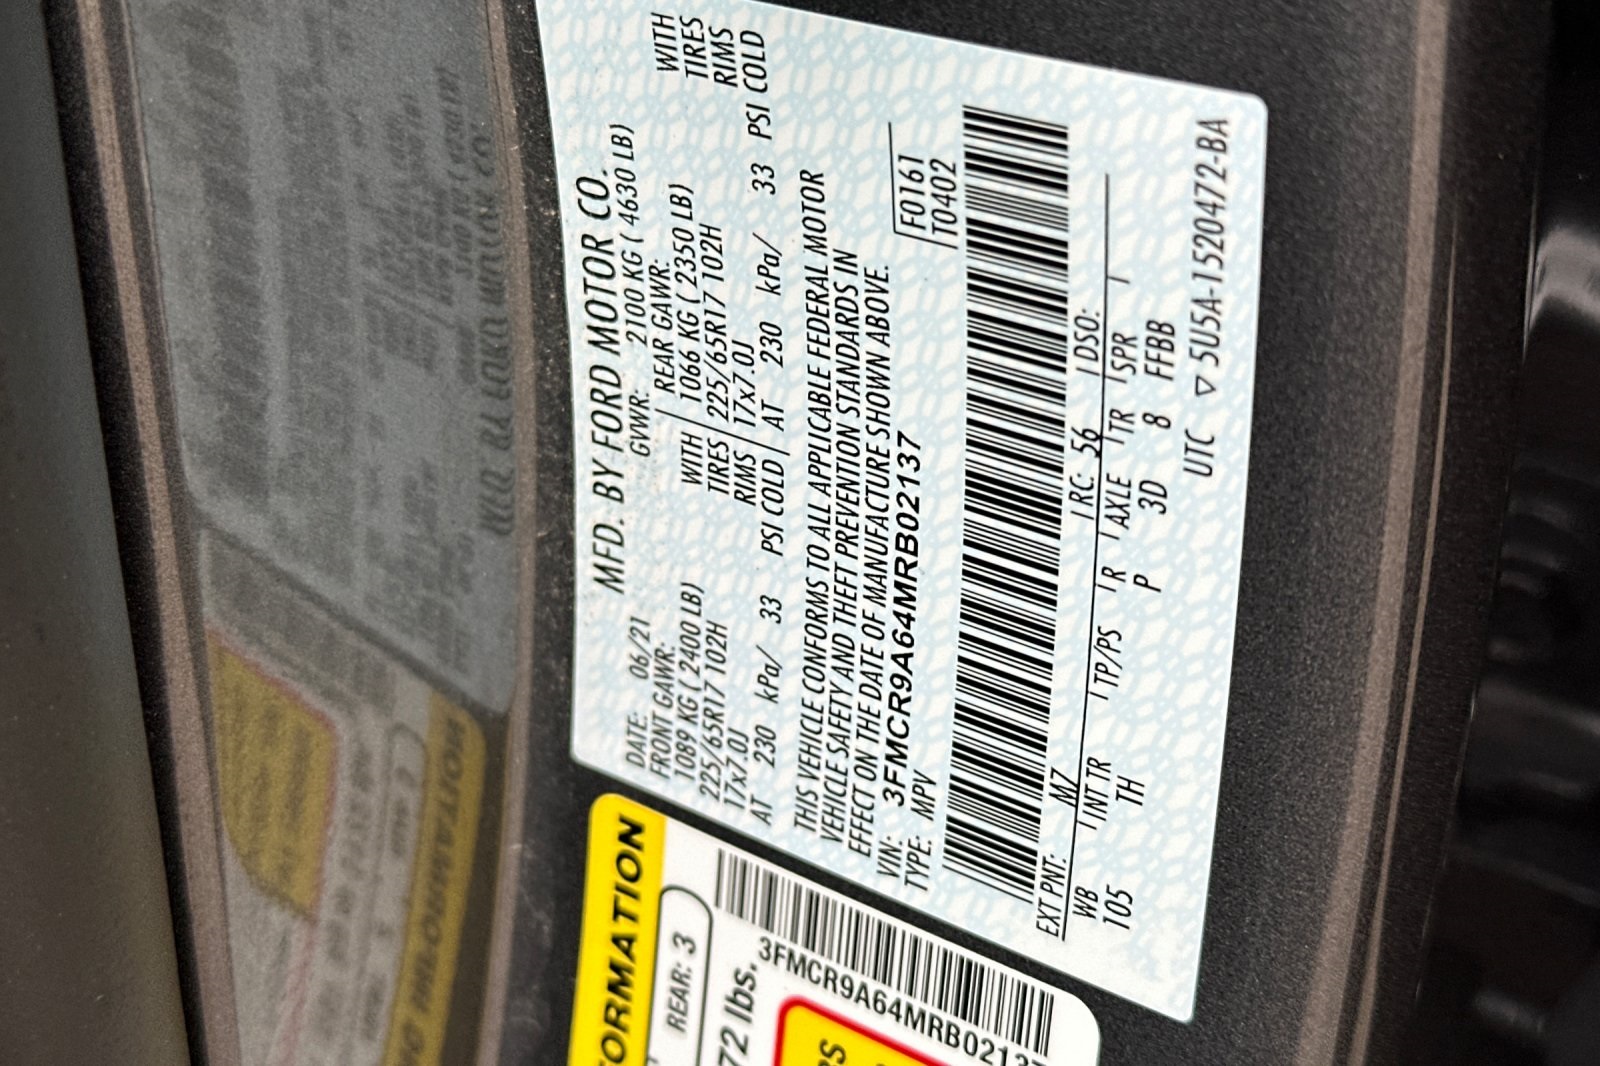 MFD. BY FORD MOTOR CO.
DATE: 06/21 GVWR: 2100 KG ( 4630 LB)
FRONT GAWR: REAR GAWR:
1089 KG ( 2400 LB) WITH 1066 KG ( 2350 LB) WITH
225/65R17 102H TIRES 225/65R17 102H TIRES
17x7.0J RIMS 17x7.0J RIMS
AT 230 kPa/ 33 PSI COLD AT 230 kPa/ 33 PSI COLD
THIS VEHICLE CONFORMS TO ALL APPLICABLE FEDERAL MOTOR
VEHICLE SAFETY AND THEFT PREVENTION STANDARDS IN
EFFECT ON THE DATE OF MANUFACTURE SHOWN ABOVE.
VIN: 3FMCR9A64MRB02137 F0161
TYPE: MPV T0402
EXT PNT: M7 RC: 56 DSO:
WB INT TR TP/PS R AXLE TR SPR
105 TH P 3D 8 FFBB
UTC ▽ 5U5A-1520472-BA
ORMATION
REAR: 3
72 lbs.
3FMCR9A64MRB0213